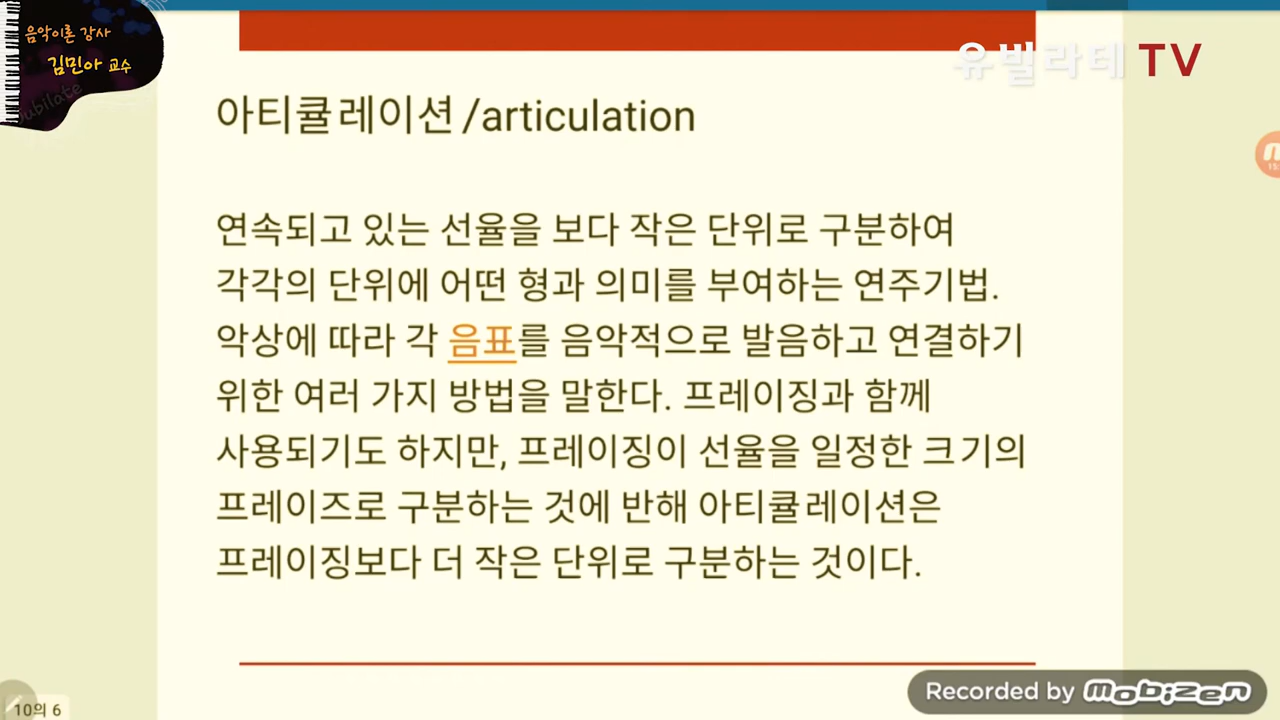 음악이론 강사
김민아 교수
Jubilate
유빌라테 TV
아티큘레이션/articulation
연속되고 있는 선율을 보다 작은 단위로 구분하여
각각의 단위에 어떤 형과 의미를 부여하는 연주기법.
악상에 따라 각 음표를 음악적으로 발음하고 연결하기
위한 여러 가지 방법을 말한다. 프레이징과 함께
사용되기도 하지만, 프레이징이 선율을 일정한 크기의
프레이즈로 구분하는 것에 반해 아티큘레이션은
프레이징보다 더 작은 단위로 구분하는 것이다.
10의 6
Recorded by mobizen